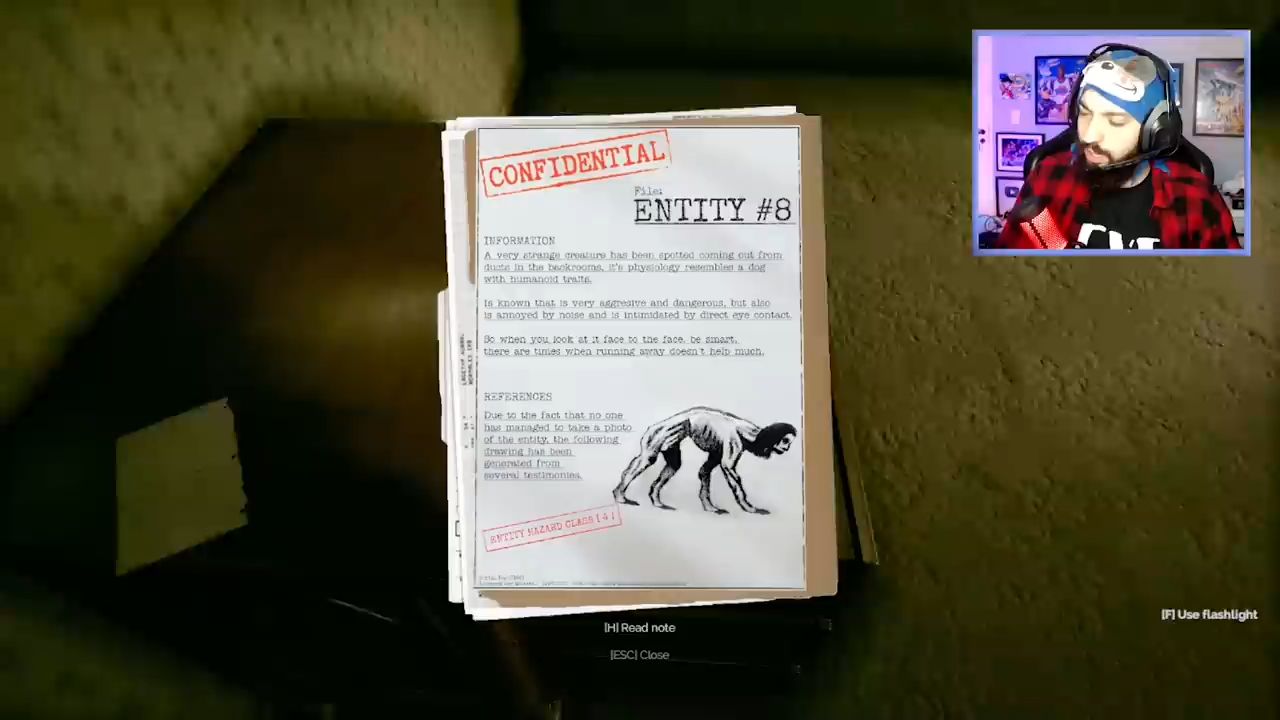 CONFIDENTIAL
File:
ENTITY #8
INFORMATION
A very strange creature has been spotted coming out from
ducts in the backrooms, it's physiology resembles a dog
with humanoid traits.
Is known that is very aggresive and dangerous, but also
is annoyed by noise and is intimidated by direct eye contact.
So when you look at it face to the face, be smart,
there are times when running away doesn't help much.
REFERENCES
Due to the fact that no one
has managed to take a photo
of the entity, the following
drawing has been
generated from
several testimonies.
ENTITY HAZARD CLASS [4]
[H] Read note
[ESC] Close
[F] Use flashlight